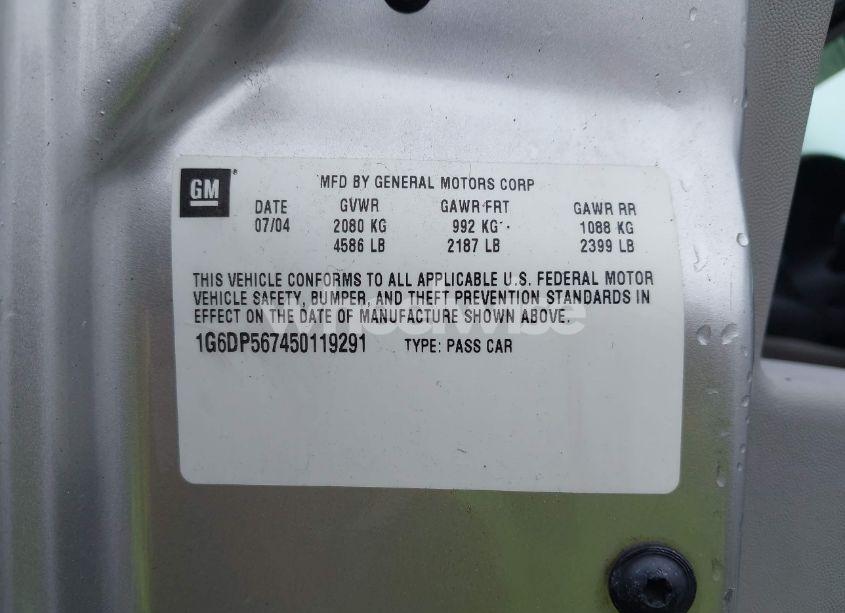 GM
MFD BY GENERAL MOTORS CORP
DATE GVWR GAWR FRT GAWR RR
07/04 2080 KG 992 KG 1088 KG
4586 LB 2187 LB 2399 LB
THIS VEHICLE CONFORMS TO ALL APPLICABLE U.S. FEDERAL MOTOR
VEHICLE SAFETY, BUMPER, AND THEFT PREVENTION STANDARDS IN
EFFECT ON THE DATE OF MANUFACTURE SHOWN ABOVE.
1G6DP567450119291 TYPE: PASS CAR
wheelwise